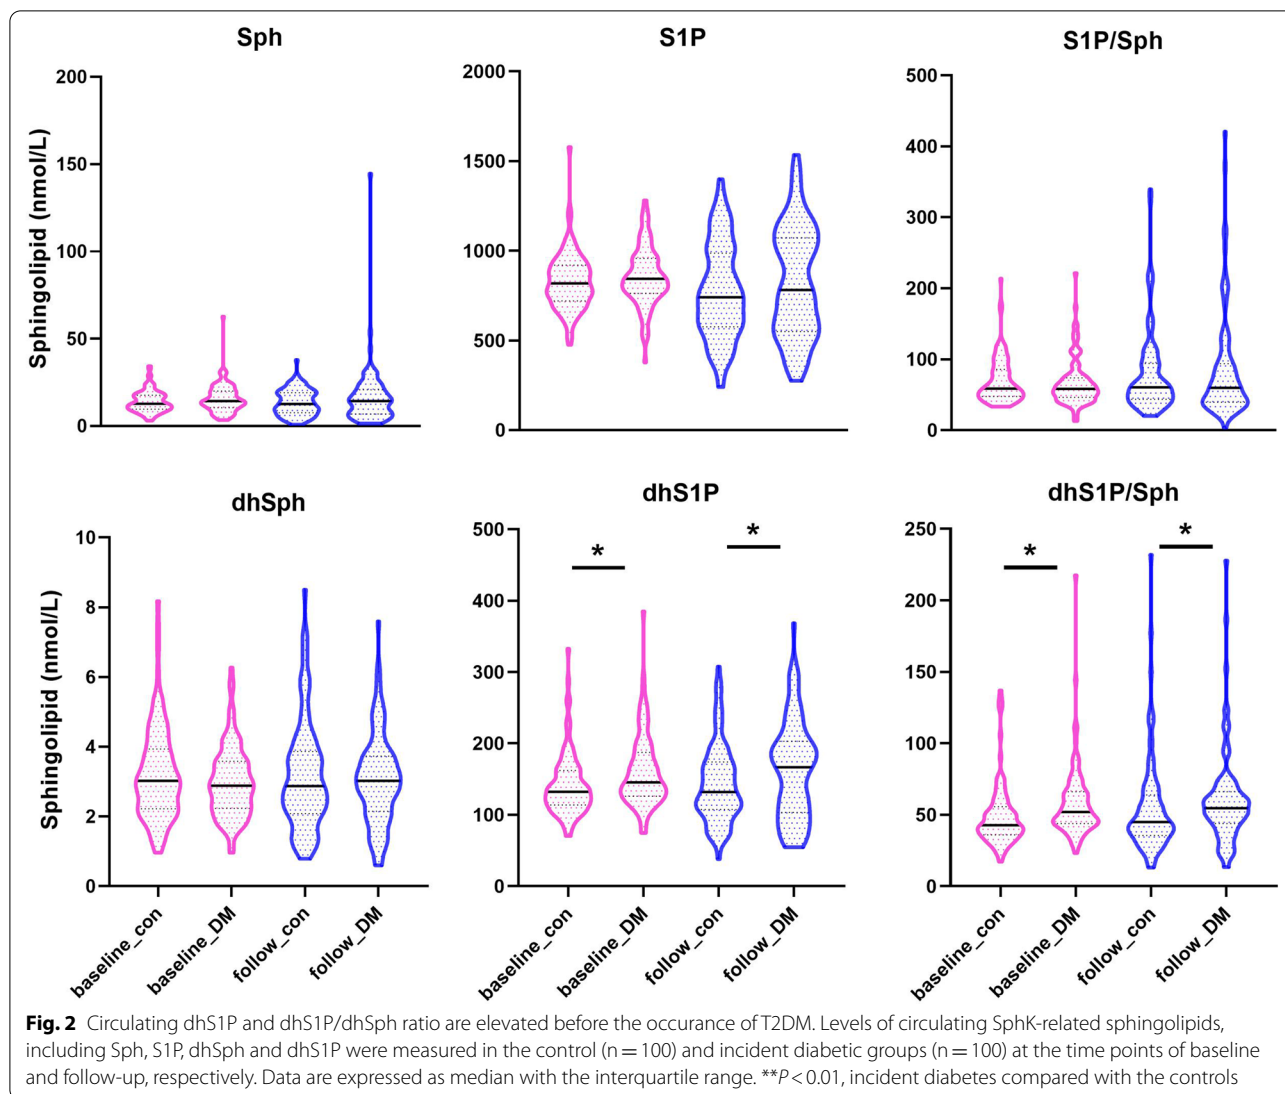 Sph
S1P
S1P/Sph
Sphingolipid (nmol/L)
200
150
100
50
0
2000
1500
1000
500
0
500
400
300
200
100
0
dhSph
dhS1P
dhS1P/Sph
Sphingolipid (nmol/L)
10
8
6
4
2
0
500
400
300
200
100
0
250
200
150
100
50
0
*
*
*
*
baseline_con
baseline_DM
follow_con
follow_DM
baseline_con
baseline_DM
follow_con
follow_DM
baseline_con
baseline_DM
follow_con
follow_DM
Fig. 2 Circulating dhS1P and dhS1P/dhSph ratio are elevated before the occurance of T2DM. Levels of circulating SphK-related sphingolipids,
including Sph, S1P, dhSph and dhS1P were measured in the control (n = 100) and incident diabetic groups (n = 100) at the time points of baseline
and follow-up, respectively. Data are expressed as median with the interquartile range. **P < 0.01, incident diabetes compared with the controls